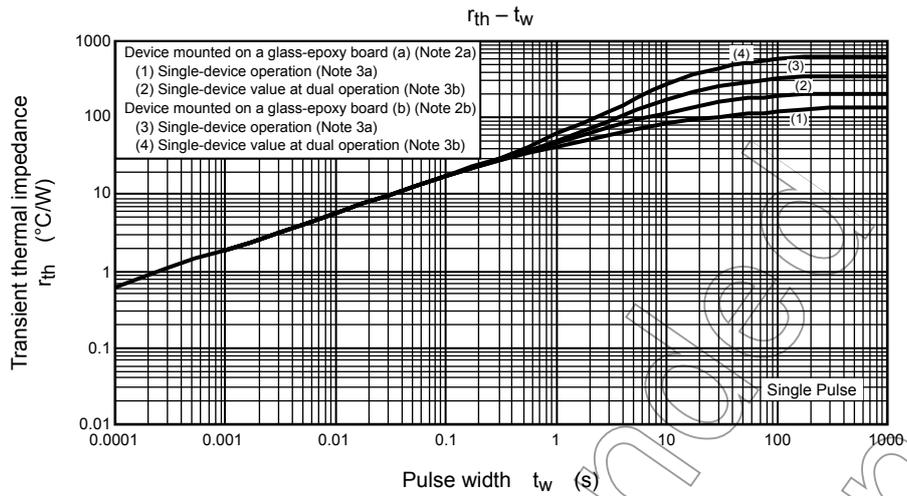 rth – tw
1000
100
10
1
0.1
0.01
Transient thermal impedance
rth (°C/W)
Device mounted on a glass-epoxy board (a) (Note 2a)
(1) Single-device operation (Note 3a)
(2) Single-device value at dual operation (Note 3b)
Device mounted on a glass-epoxy board (b) (Note 2b)
(3) Single-device operation (Note 3a)
(4) Single-device value at dual operation (Note 3b)
(4)
(3)
(2)
(1)
Single Pulse
0.0001
0.001
0.01
0.1
1
10
100
1000
Pulse width tw (s)